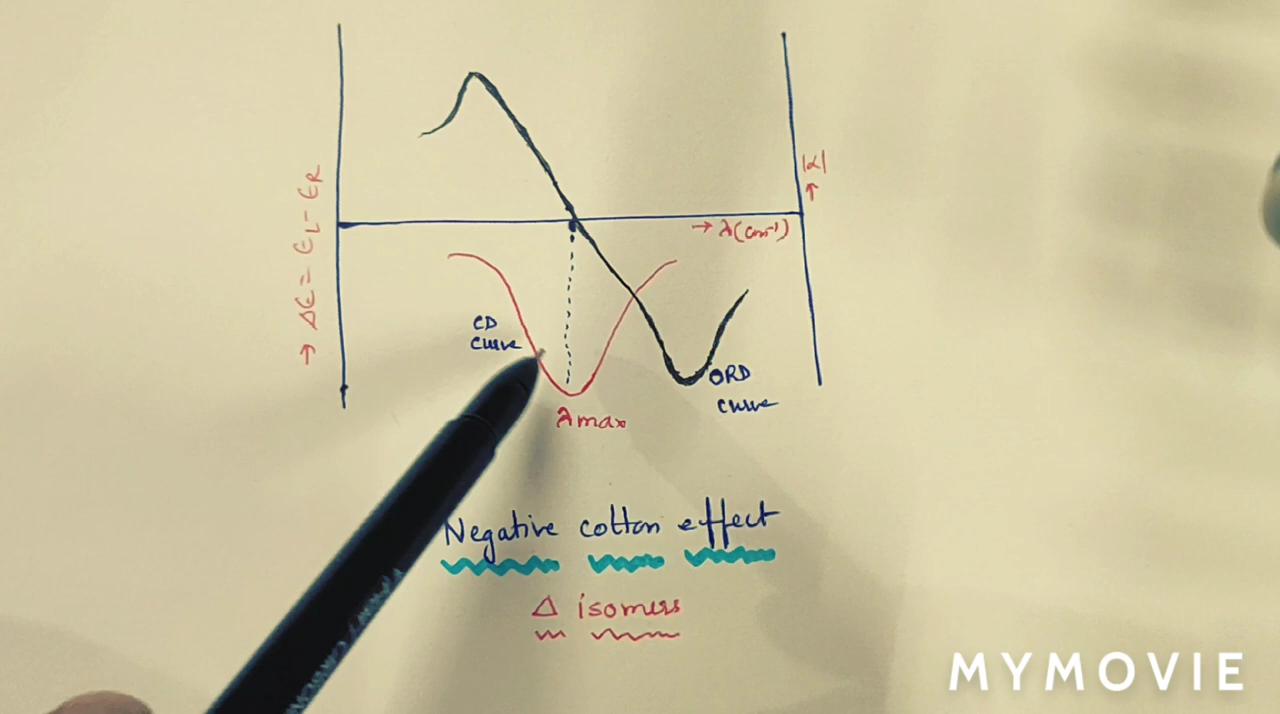 → Δε = εL - εR
|α|
↑
→ λ(cm⁻¹)
CD
curve
ORD
curve
λmax
Negative cotton effect
Δ isomers
MYMOVIE